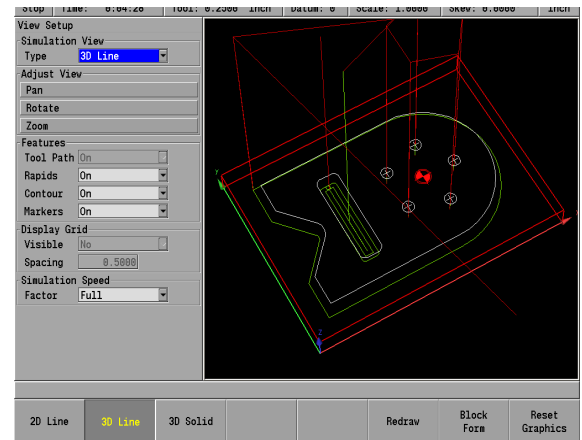 Stop Time: 0:04:28 Tool: 0.2500 Inch Datum: 0 Scale: 1.0000 Skew: 0.0000 Inch
View Setup
Simulation View
Type 3D Line
Adjust View
Pan
Rotate
Zoom
Features
Tool Path On
Rapids On
Contour On
Markers On
Display Grid
Visible No
Spacing 0.5000
Simulation Speed
Factor Full
Y
Z
2D Line 3D Line 3D Solid Redraw Block Form Reset Graphics